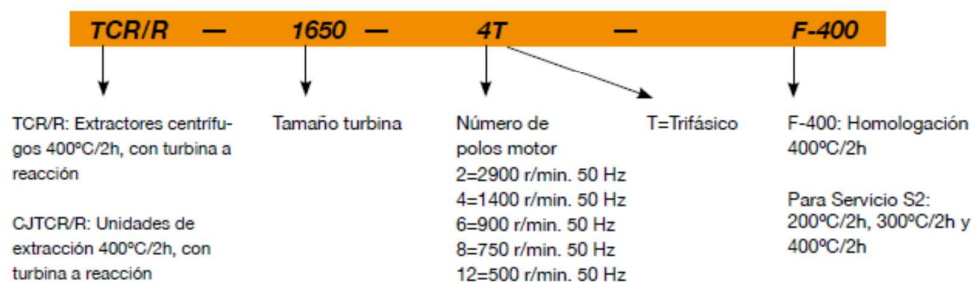 TCR/R — 1650 — 4T — F-400
TCR/R: Extractores centrífu-
gos 400ºC/2h, con turbina a
reacción
CJTCR/R: Unidades de
extracción 400ºC/2h, con
turbina a reacción
Tamaño turbina
Número de
polos motor
2=2900 r/min. 50 Hz
4=1400 r/min. 50 Hz
6=900 r/min. 50 Hz
8=750 r/min. 50 Hz
12=500 r/min. 50 Hz
T=Trifásico
F-400: Homologación
400ºC/2h
Para Servicio S2:
200ºC/2h, 300ºC/2h y
400ºC/2h